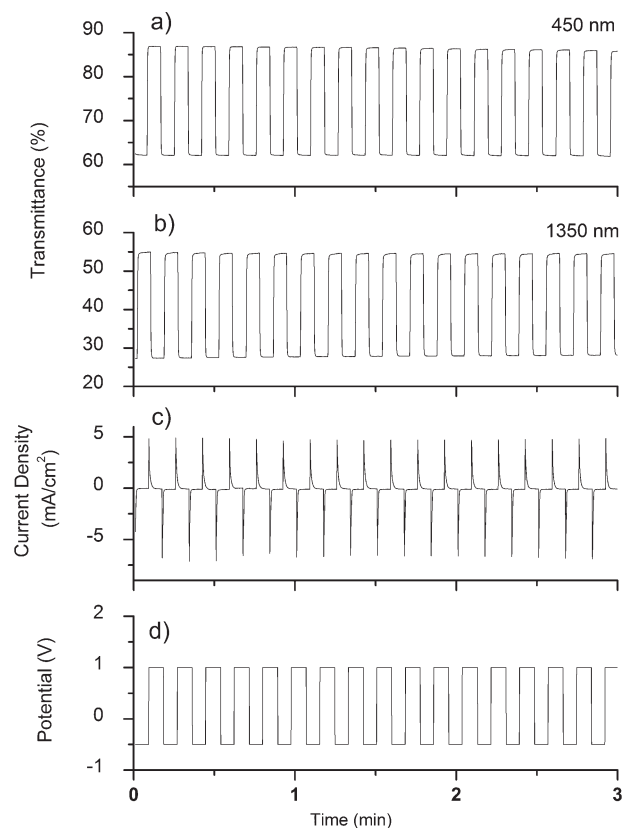 a)
450 nm
90
80
70
60
50
b)
1350 nm
60
50
40
30
20
Transmittance (%)
c)
5
0
-5
Current Density
(mA/cm²)
d)
2
1
0
-1
Potential (V)
0
1
2
3
Time (min)